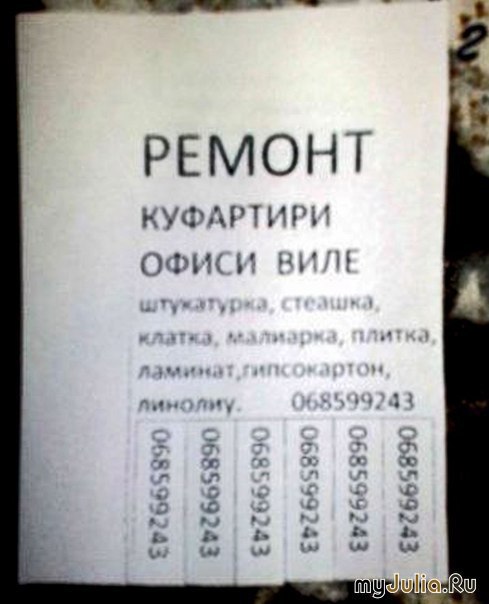 г
РЕМОНТ
КУФАРТИРИ
ОФИСИ ВИЛЕ
штукатурка, стеашка,
клатка, малиарка, плитка,
ламинат,гипсокартон,
линолиу. 068599243
068599243
068599243
068599243
068599243
068599243
068599243
myJulia.Ru